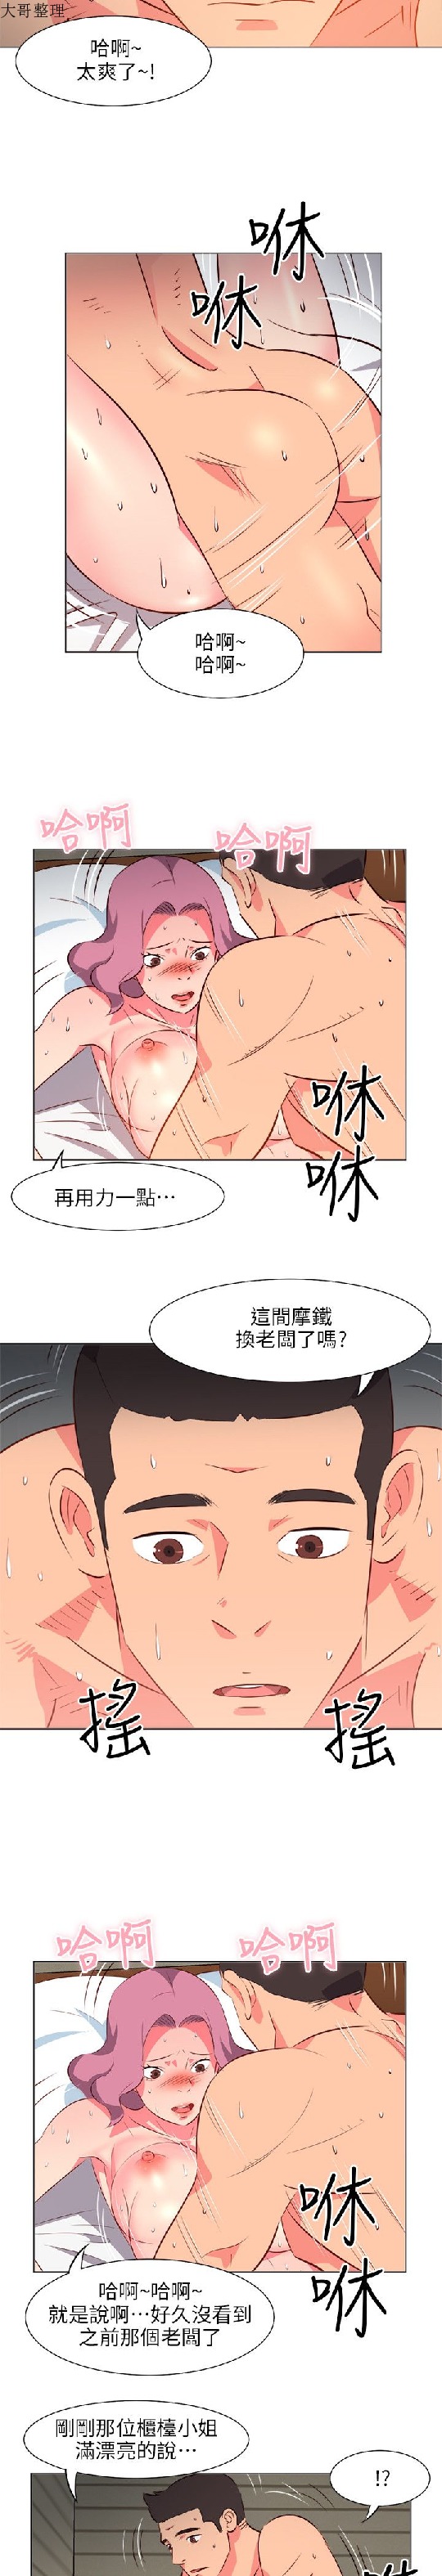 大哥整理
哈啊~
太爽了~!
咻
咻
哈啊~
哈啊~
哈啊
哈啊
咻
咻
再用力一點⋯
這間摩鐵
換老闆了嗎?
搖
搖
哈啊
哈啊
咻
咻
哈啊~哈啊~
就是說啊⋯好久沒看到
之前那個老闆了
剛剛那位櫃檯小姐
滿漂亮的說⋯
!?